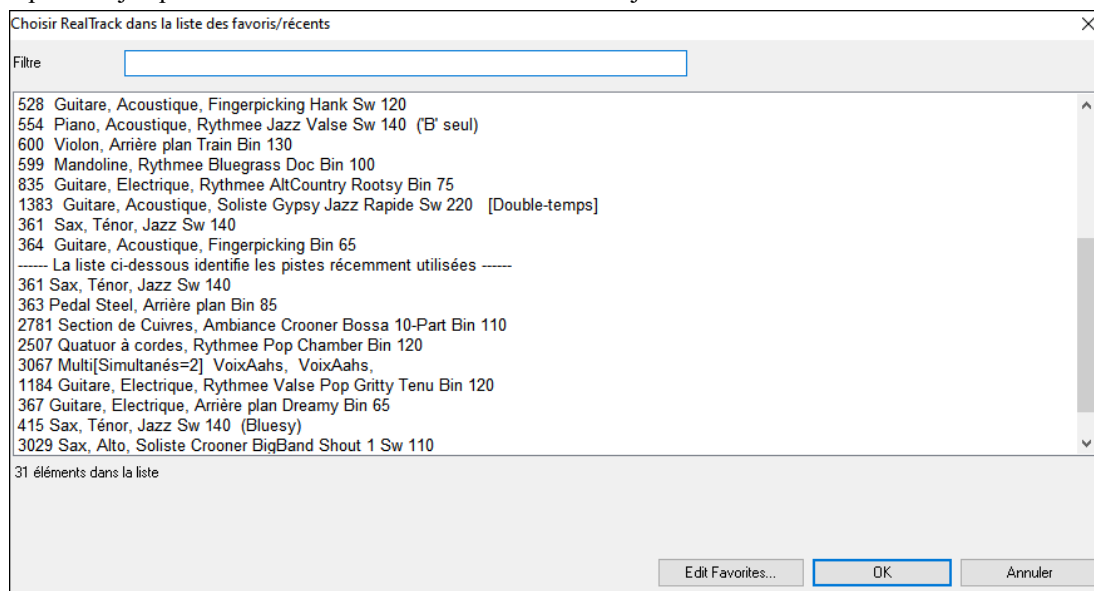 Choisir RealTrack dans la liste des favoris/récents
Filtre
528 Guitare, Acoustique, Fingerpicking Hank Sw 120
554 Piano, Acoustique, Rythmee Jazz Valse Sw 140 ('B' seul)
600 Violon, Arrière plan Train Bin 130
599 Mandoline, Rythmee Bluegrass Doc Bin 100
835 Guitare, Electrique, Rythmee AltCountry Rootsy Bin 75
1383 Guitare, Acoustique, Soliste Gypsy Jazz Rapide Sw 220 [Double-temps]
361 Sax, Ténor, Jazz Sw 140
364 Guitare, Acoustique, Fingerpicking Bin 65
------ La liste ci-dessous identifie les pistes récemment utilisées ------
361 Sax, Ténor, Jazz Sw 140
363 Pedal Steel, Arrière plan Bin 85
2781 Section de Cuivres, Ambiance Crooner Bossa 10-Part Bin 110
2507 Quatuor à cordes, Rythmee Pop Chamber Bin 120
3067 Multi[Simultanés=2] VoixAahs, VoixAahs,
1184 Guitare, Electrique, Rythmee Valse Pop Gritty Tenu Bin 120
367 Guitare, Electrique, Arrière plan Dreamy Bin 65
415 Sax, Ténor, Jazz Sw 140 (Bluesy)
3029 Sax, Alto, Soliste Crooner BigBand Shout 1 Sw 110
31 éléments dans la liste
Edit Favorites... OK Annuler